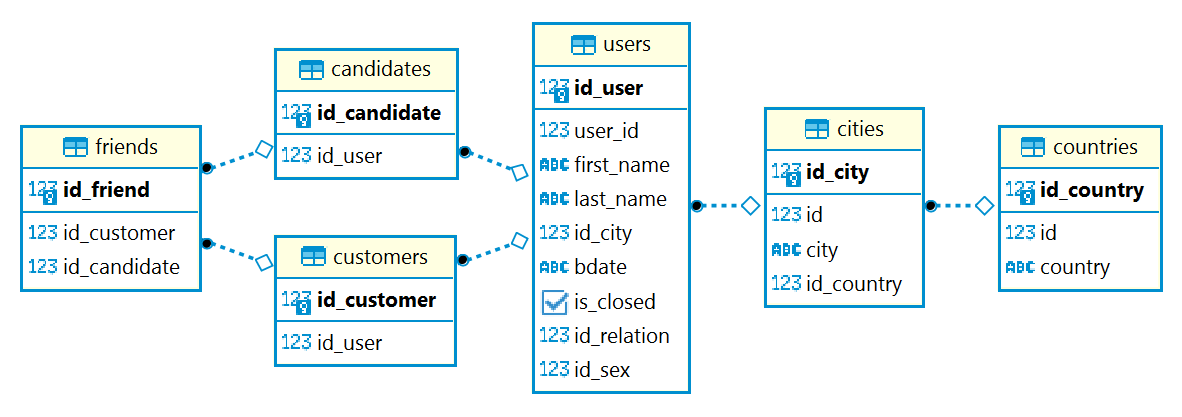 friends
123 id_friend
123 id_customer
123 id_candidate
candidates
123 id_candidate
123 id_user
customers
123 id_customer
123 id_user
users
123 id_user
123 user_id
ABC first_name
ABC last_name
123 id_city
ABC bdate
is_closed
123 id_relation
123 id_sex
cities
123 id_city
123 id
ABC city
123 id_country
countries
123 id_country
123 id
ABC country